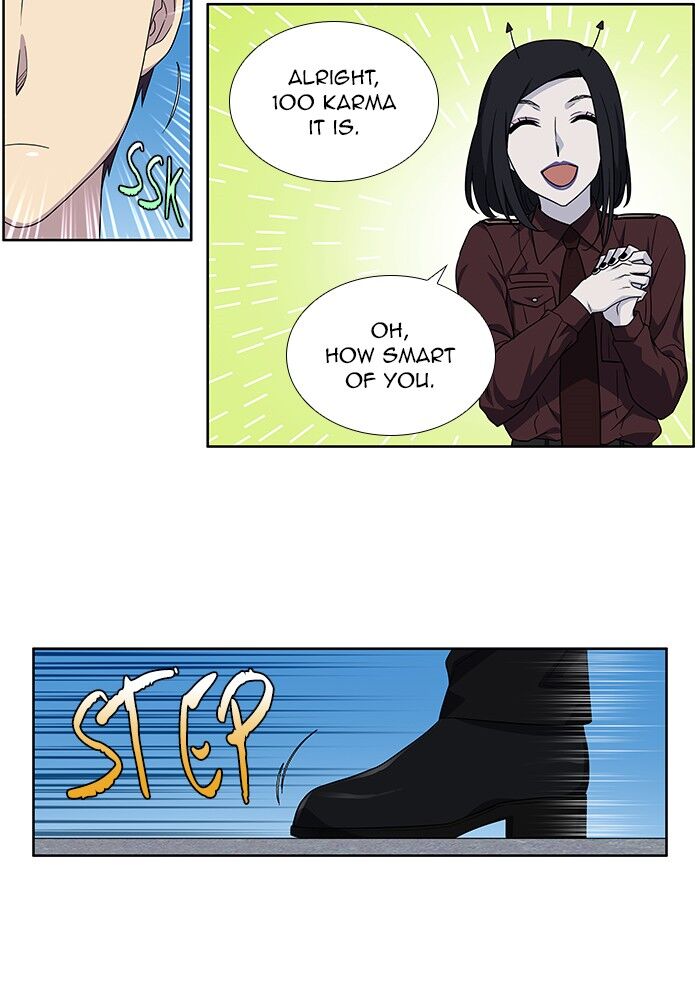 SSK
ALRIGHT,
100 KARMA
IT IS.
OH,
HOW SMART
OF YOU.
STEP